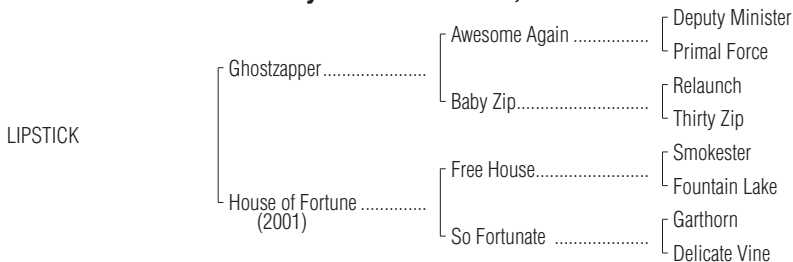 Deputy Minister
Awesome Again ................
Primal Force
Ghostzapper......................
Relaunch
Baby Zip............................
Thirty Zip
LIPSTICK
Smokester
Free House........................
Fountain Lake
House of Fortune ..............
(2001)
Garthorn
So Fortunate ....................
Delicate Vine